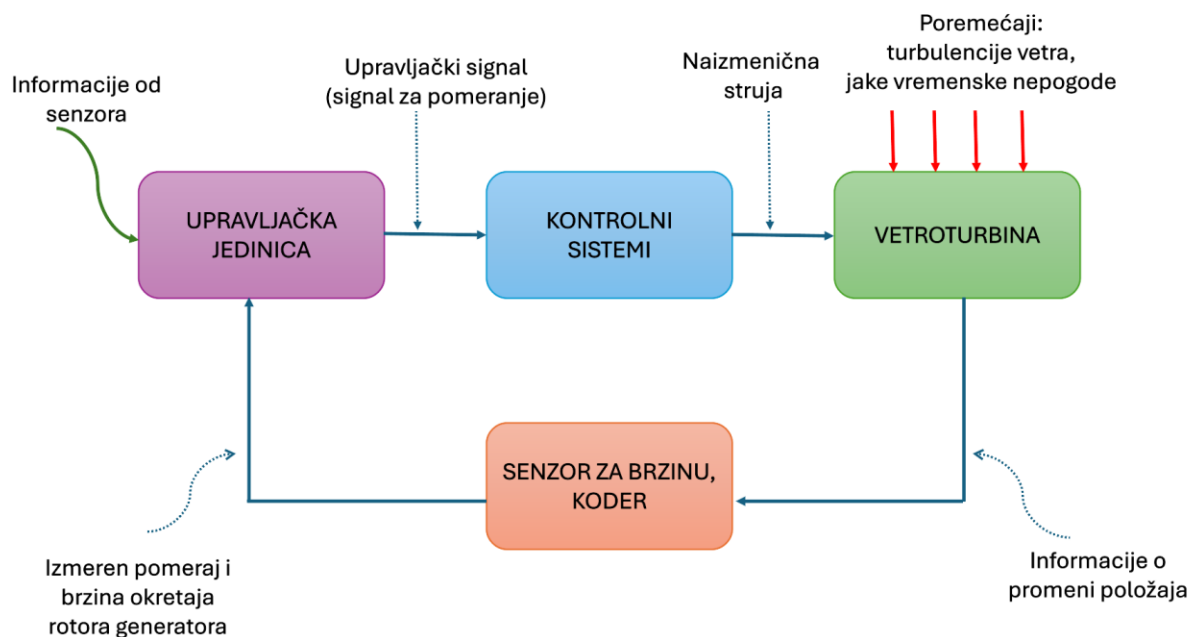 Informacije od
senzora
Upravljački signal
(signal za pomeranje)
Naizmenična
struja
Poremećaji:
turbulencije vetra,
jake vremenske nepogode
UPRAVLJAČKA
JEDINICA
KONTROLNI
SISTEMI
VETROTURBINA
SENZOR ZA BRZINU,
KODER
Izmeren pomeraj i
brzina okretaja
rotora generatora
Informacije o
promeni položaja